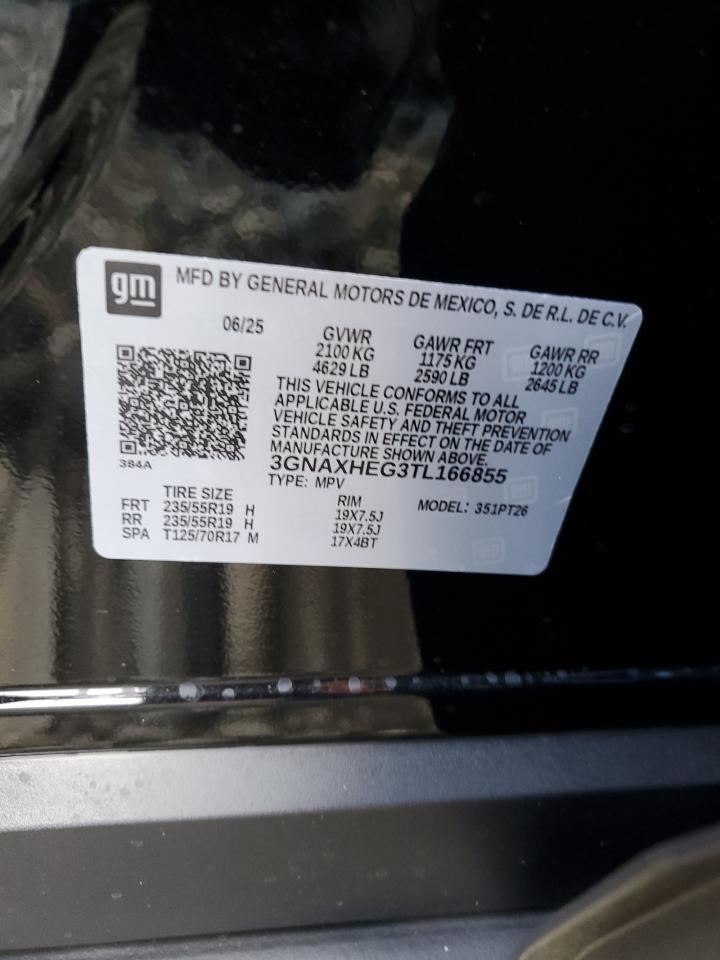 gm
MFD BY GENERAL MOTORS DE MEXICO, S. DE R.L. DE C.V.
06/25
GVWR
2100 KG
4629 LB
GAWR FRT
1175 KG
2590 LB
GAWR RR
1200 KG
2645 LB
THIS VEHICLE CONFORMS TO ALL
APPLICABLE U.S. FEDERAL MOTOR
VEHICLE SAFETY AND THEFT PREVENTION
STANDARDS IN EFFECT ON THE DATE OF
MANUFACTURE SHOWN ABOVE.
384A
3GNAXHEG3TL166855
TYPE: MPV
MODEL: 351PT26
TIRE SIZE RIM
FRT 235/55R19 H 19X7.5J
RR 235/55R19 H 19X7.5J
SPA T125/70R17 M 17X4BT